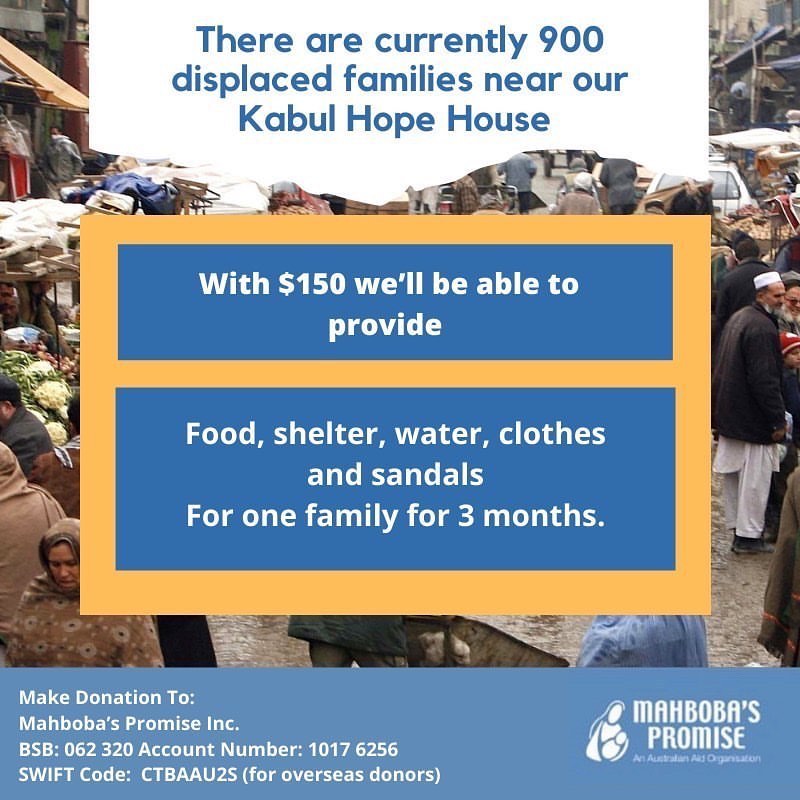 There are currently 900
displaced families near our
Kabul Hope House
With $150 we'll be able to
provide
Food, shelter, water, clothes
and sandals
For one family for 3 months.
Make Donation To:
Mahboba's Promise Inc.
BSB: 062 320 Account Number: 1017 6256
SWIFT Code:  CTBAAU2S (for overseas donors)
MAHBOBA'S
PROMISE
An Australian Aid Organisation